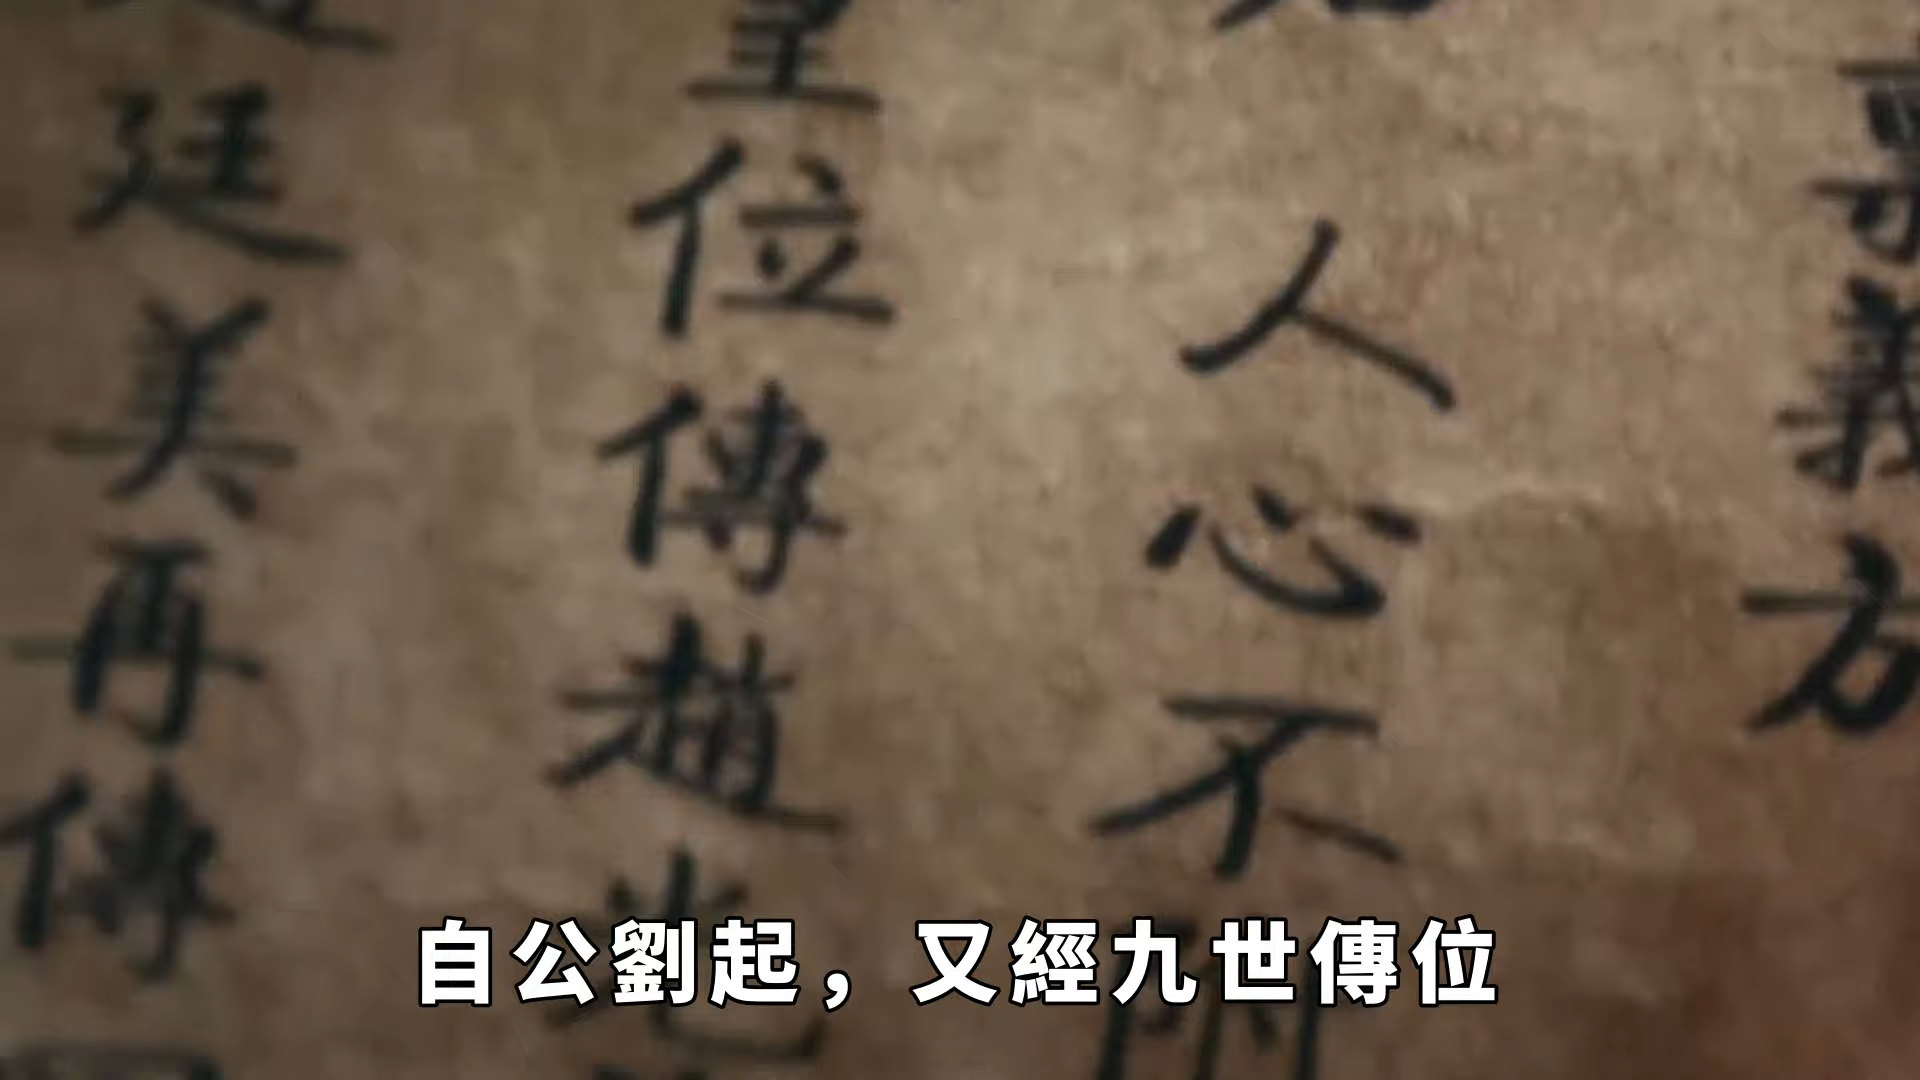 義方
人心不
位傳趙光
廷美再傳
自公劉起，又經九世傳位